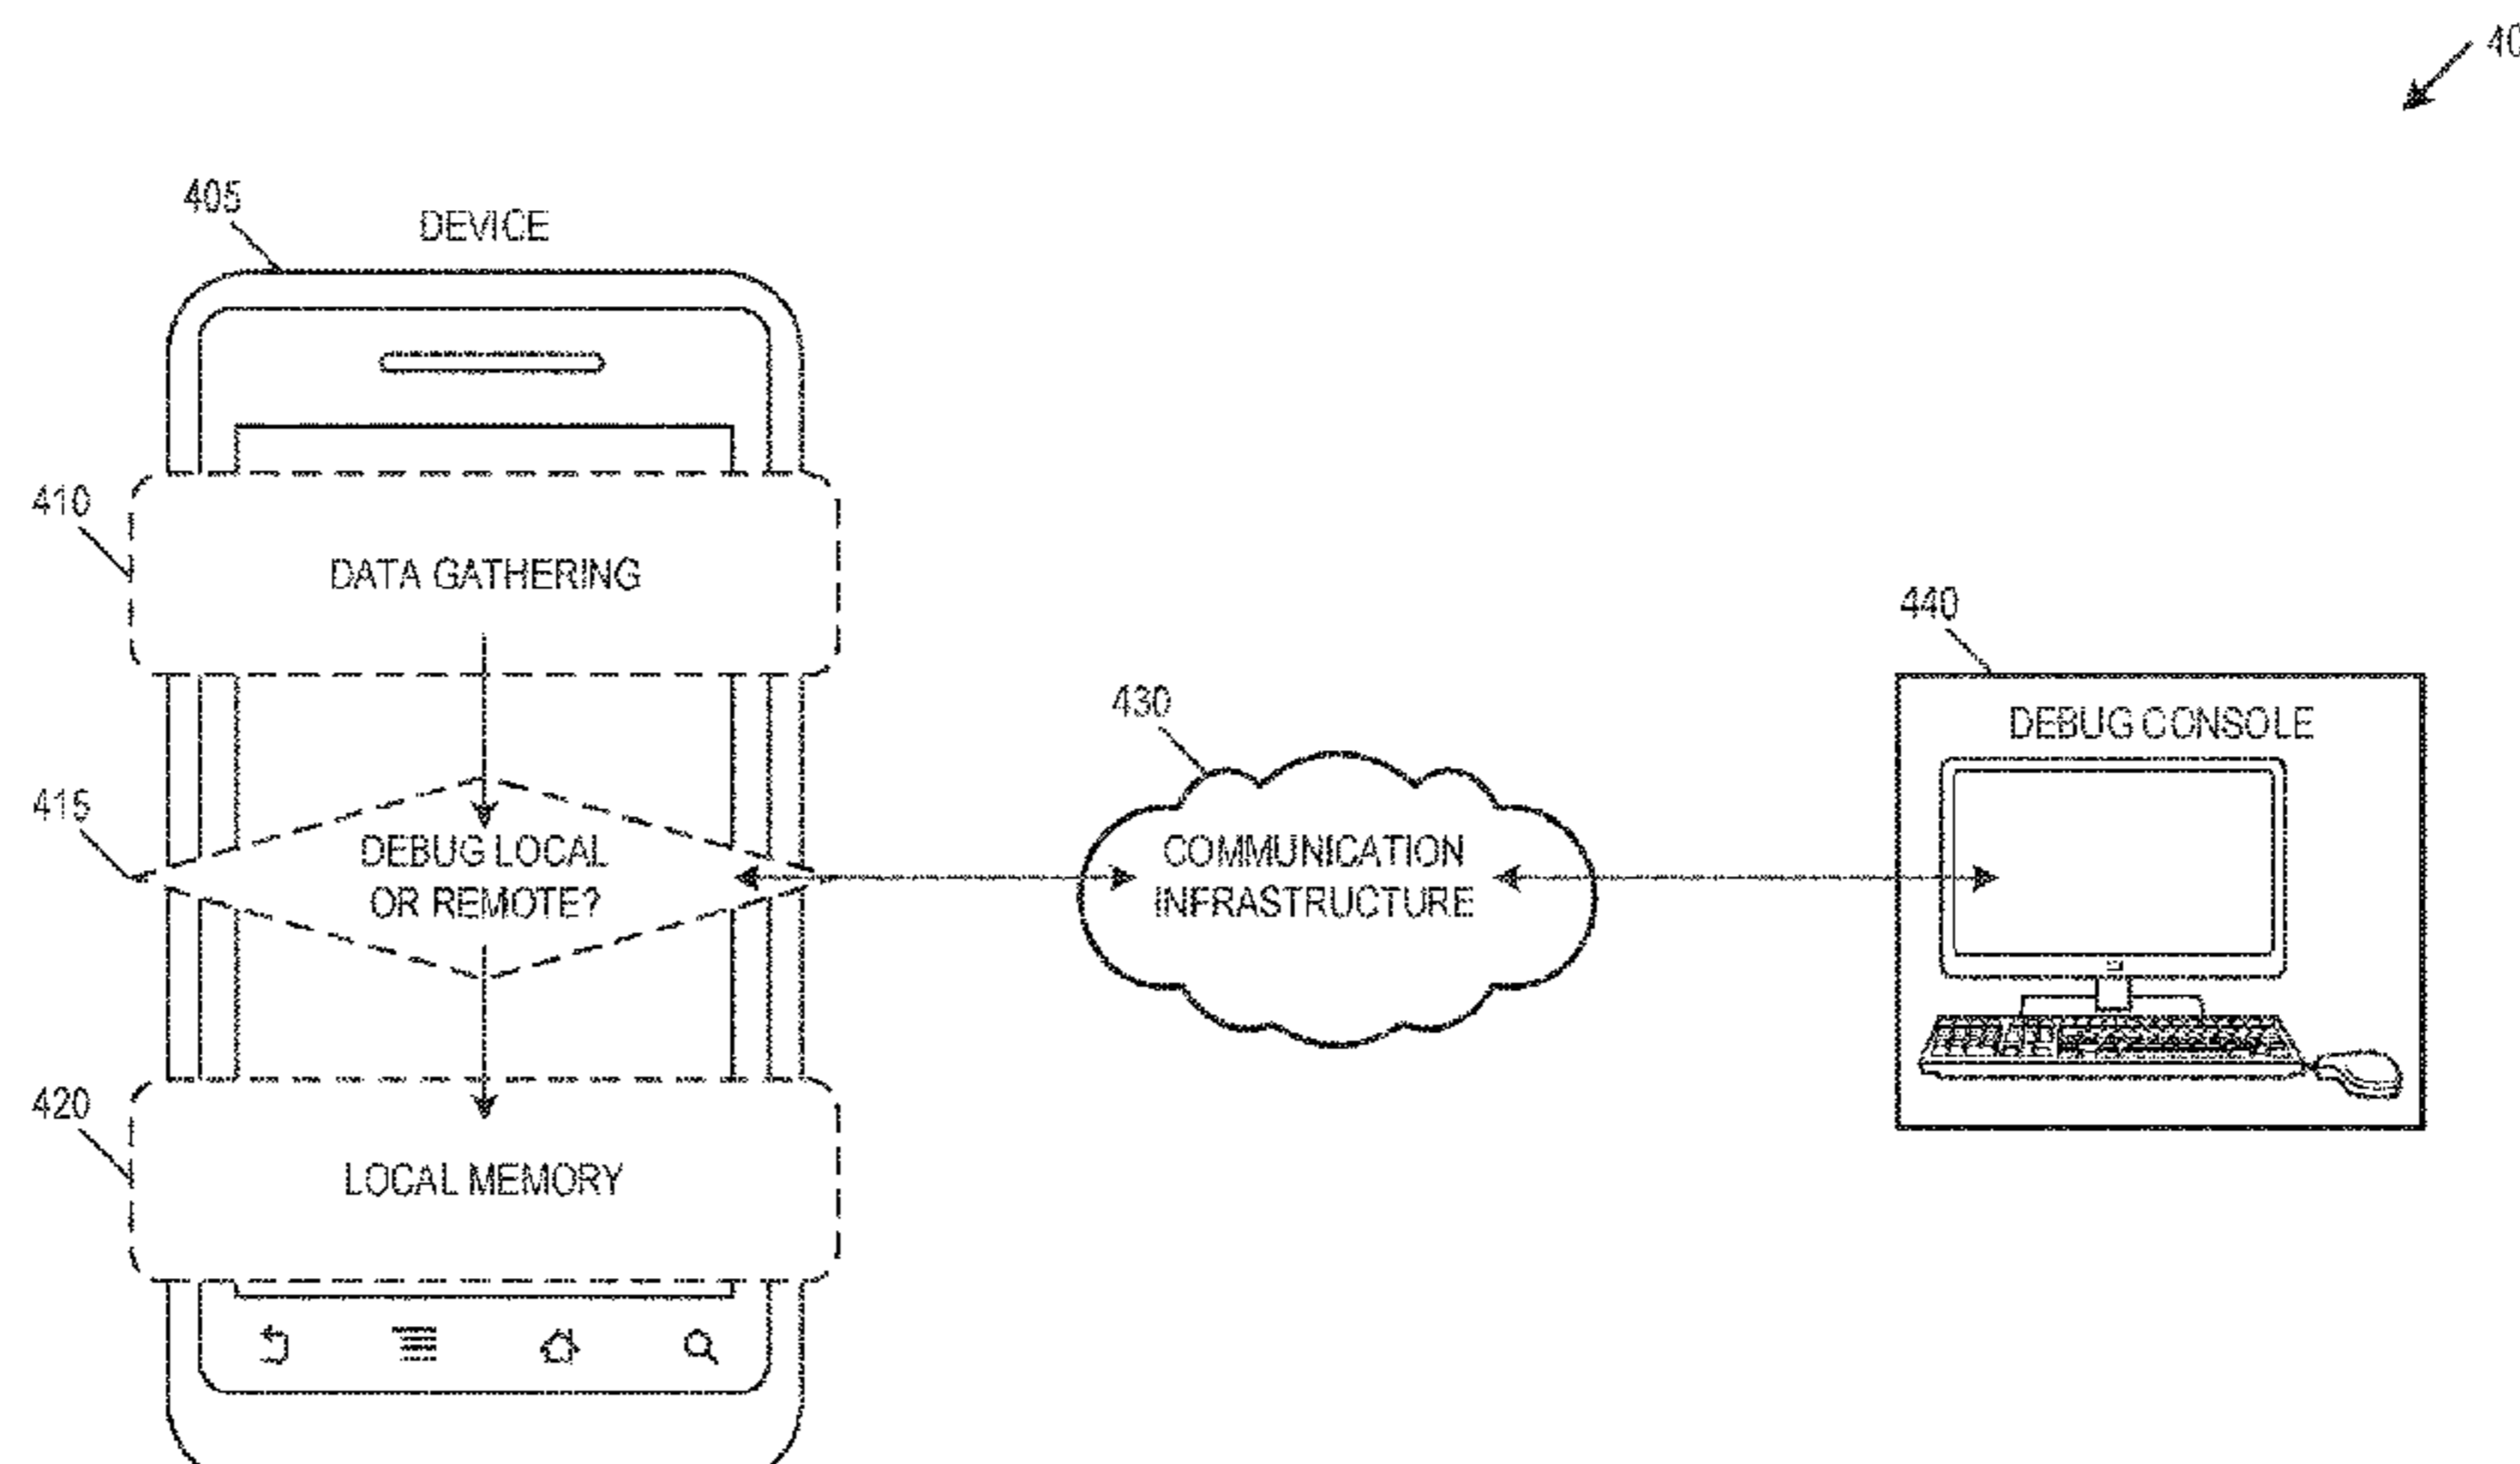 405
DEVICE
410
DATA GATHERING
440
DEBUG CONSOLE
430
415
DEBUG LOCAL
OR REMOTE?
COMMUNICATION
INFRASTRUCTURE
420
LOCAL MEMORY